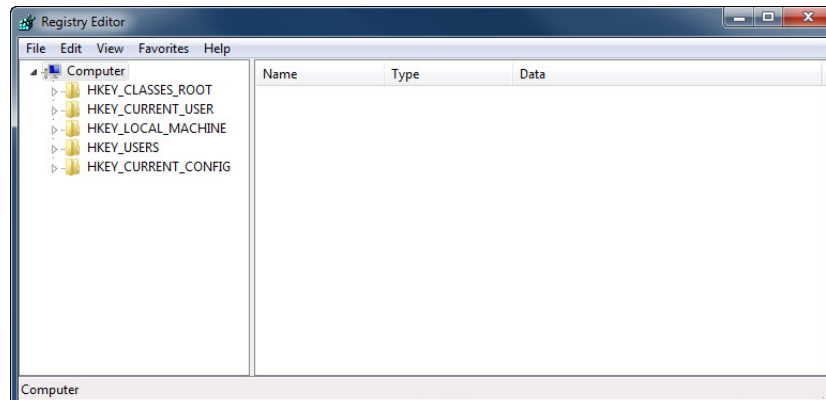 Registry Editor
File Edit View Favorites Help
Computer
HKEY_CLASSES_ROOT
HKEY_CURRENT_USER
HKEY_LOCAL_MACHINE
HKEY_USERS
HKEY_CURRENT_CONFIG
Name Type Data
Computer